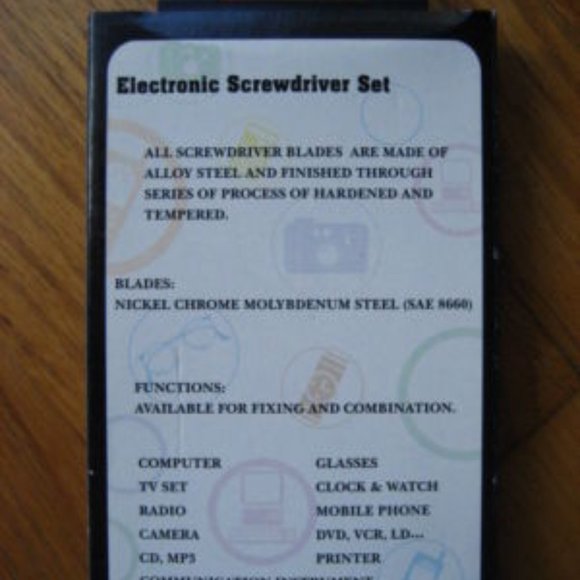 Electronic Screwdriver Set
ALL SCREWDRIVER BLADES ARE MADE OF
ALLOY STEEL AND FINISHED THROUGH
SERIES OF PROCESS OF HARDENED AND
TEMPERED.
BLADES:
NICKEL CHROME MOLYBDENUM STEEL (SAE 8660)
FUNCTIONS:
AVAILABLE FOR FIXING AND COMBINATION.
COMPUTER GLASSES
TV SET CLOCK & WATCH
RADIO MOBILE PHONE
CAMERA DVD, VCR, LD...
CD, MP3 PRINTER
COMMUNICATION INSTRUMENT